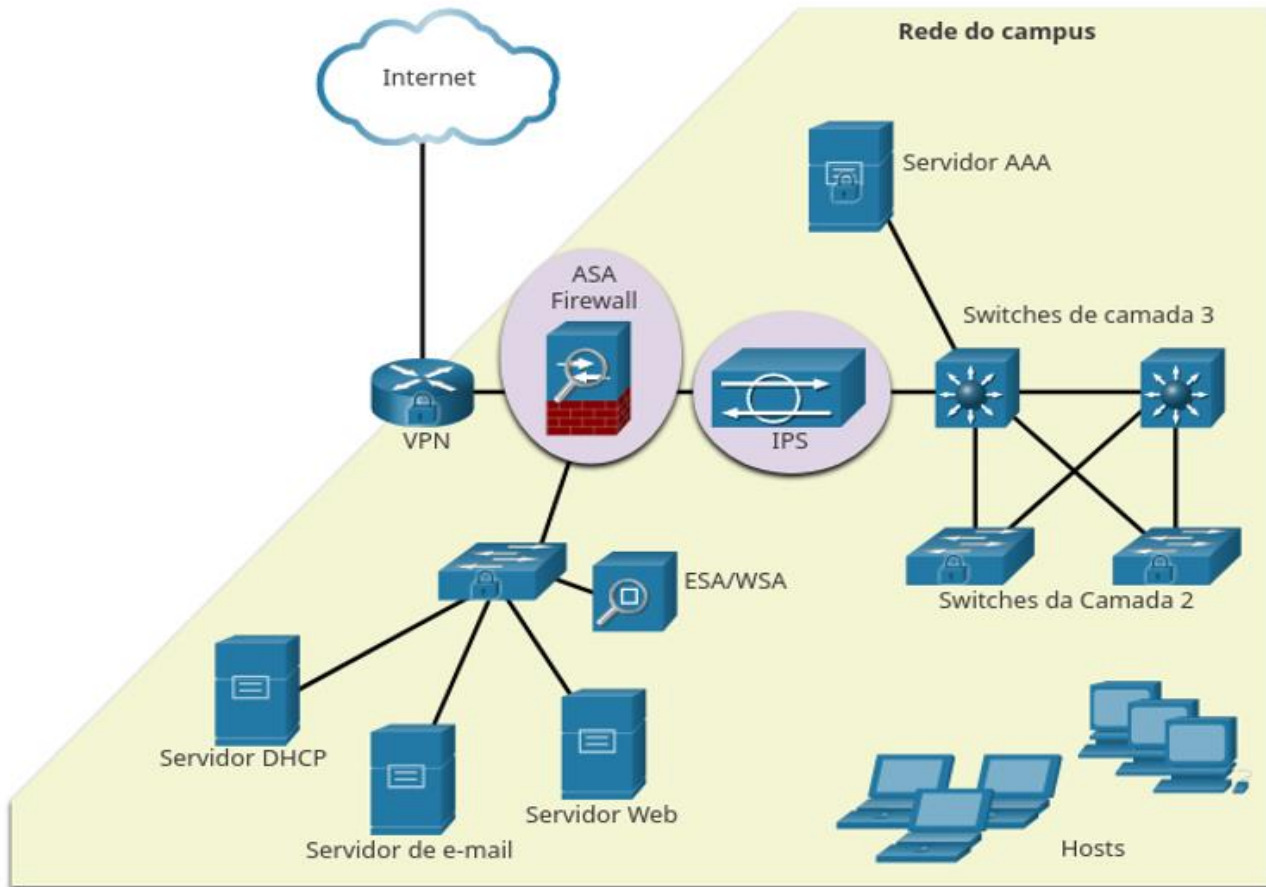 Rede do campus
Internet
Servidor AAA
ASA
Firewall
Switches de camada 3
VPN
IPS
ESA/WSA
Switches da Camada 2
Servidor DHCP
Servidor Web
Servidor de e-mail
Hosts